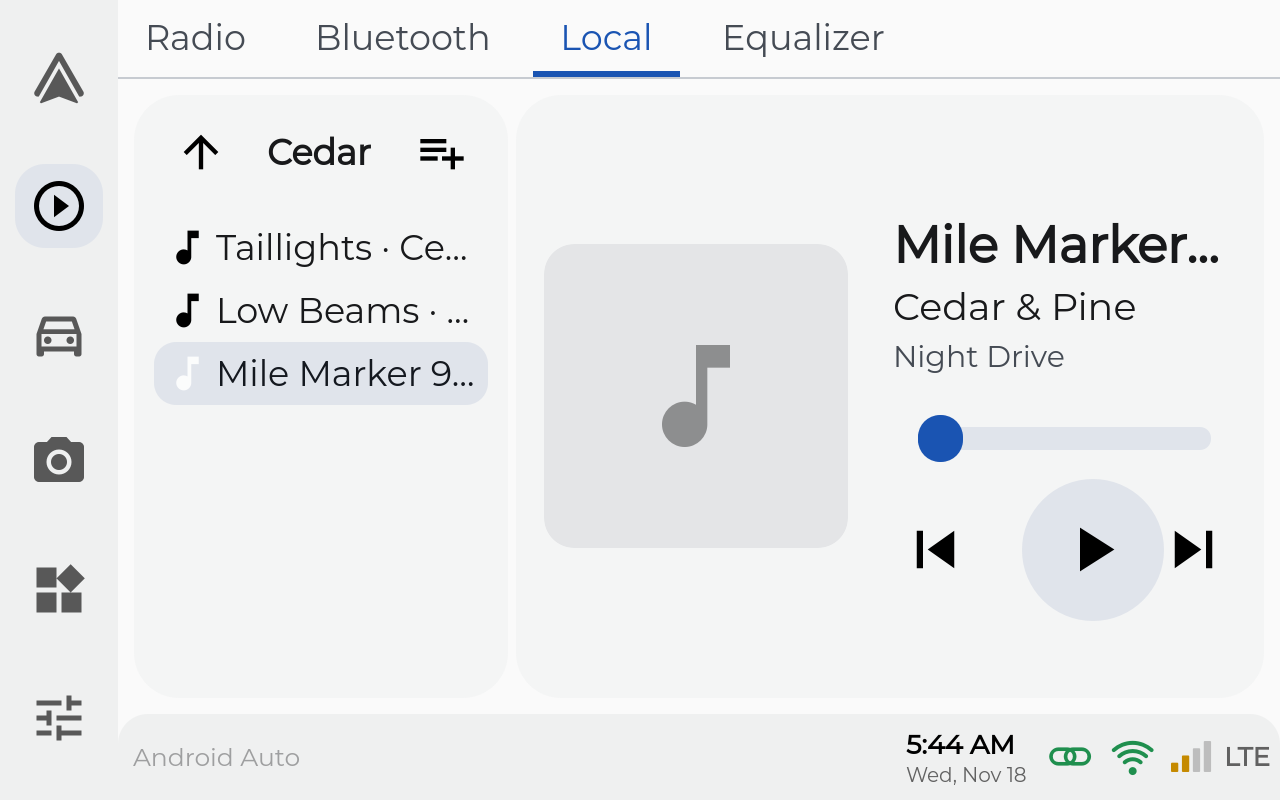 Radio Bluetooth Local Equalizer
Cedar
Taillights · Ce...
Low Beams · ...
Mile Marker 9...
Mile Marker...
Cedar & Pine
Night Drive
Android Auto
5:44 AM
Wed, Nov 18
LTE